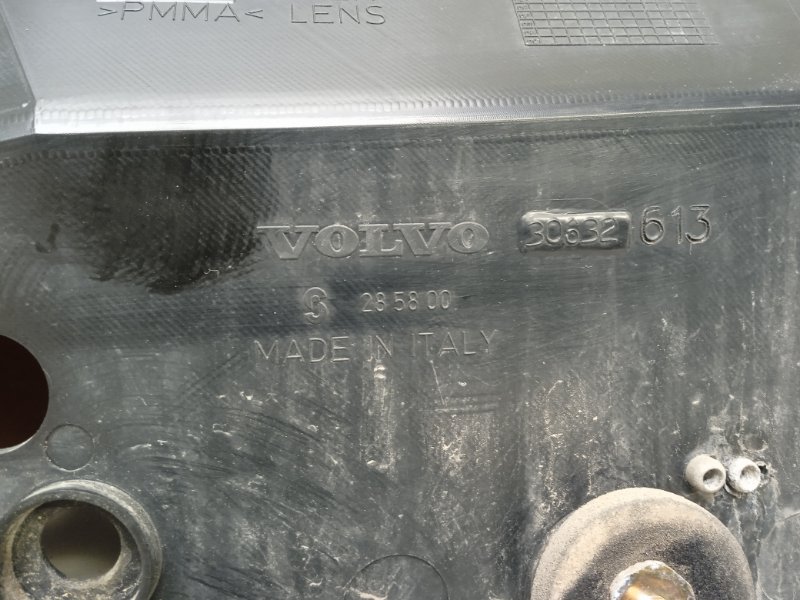 >PMMA< LENS
VOLVO 30632 613
28 58 00
MADE IN ITALY